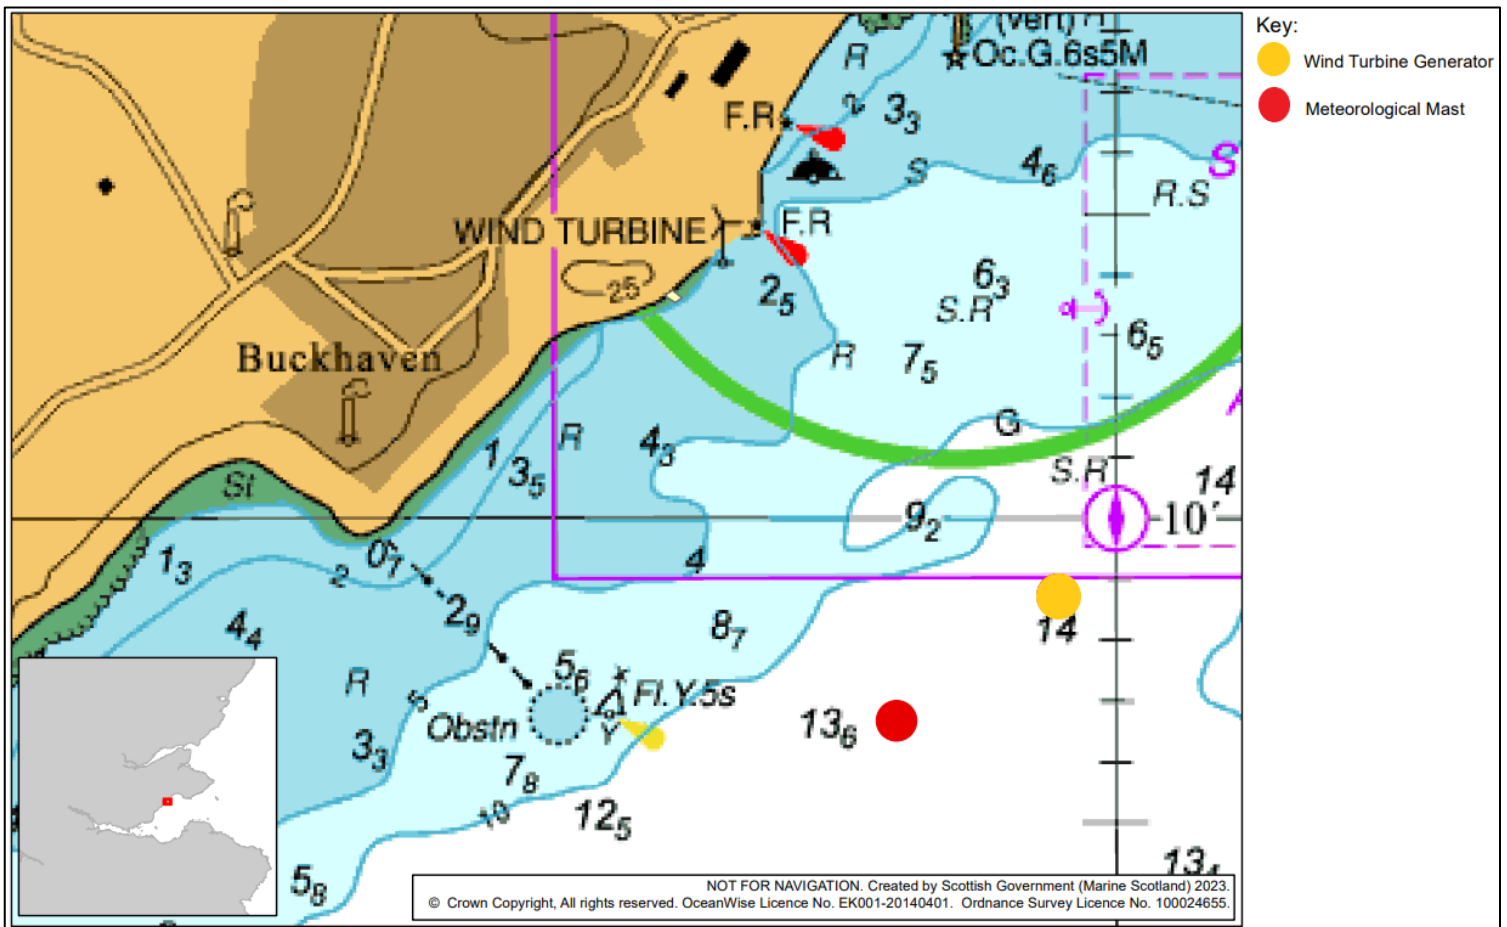 (vert)
Oc.G.6s5M
R
2
3₃
F.R
S
4₆
S
R.S
WIND TURBINE
F.R
25
2₅
6₃
S.R
6₅
Buckhaven
R
7₅
R
4₃
G
1
3₅
S.R
14
St
9₂
10′
0₇
1₃
2
4
2₉
4₄
8₇
14
R
5₆
5
Fl.Y.5s
Obstn
Y
13₆
3₃
7₈
10
12₅
5₈
13₄
Key:
Wind Turbine Generator
Meteorological Mast
NOT FOR NAVIGATION. Created by Scottish Government (Marine Scotland) 2023.
© Crown Copyright, All rights reserved. OceanWise Licence No. EK001-20140401. Ordnance Survey Licence No. 100024655.